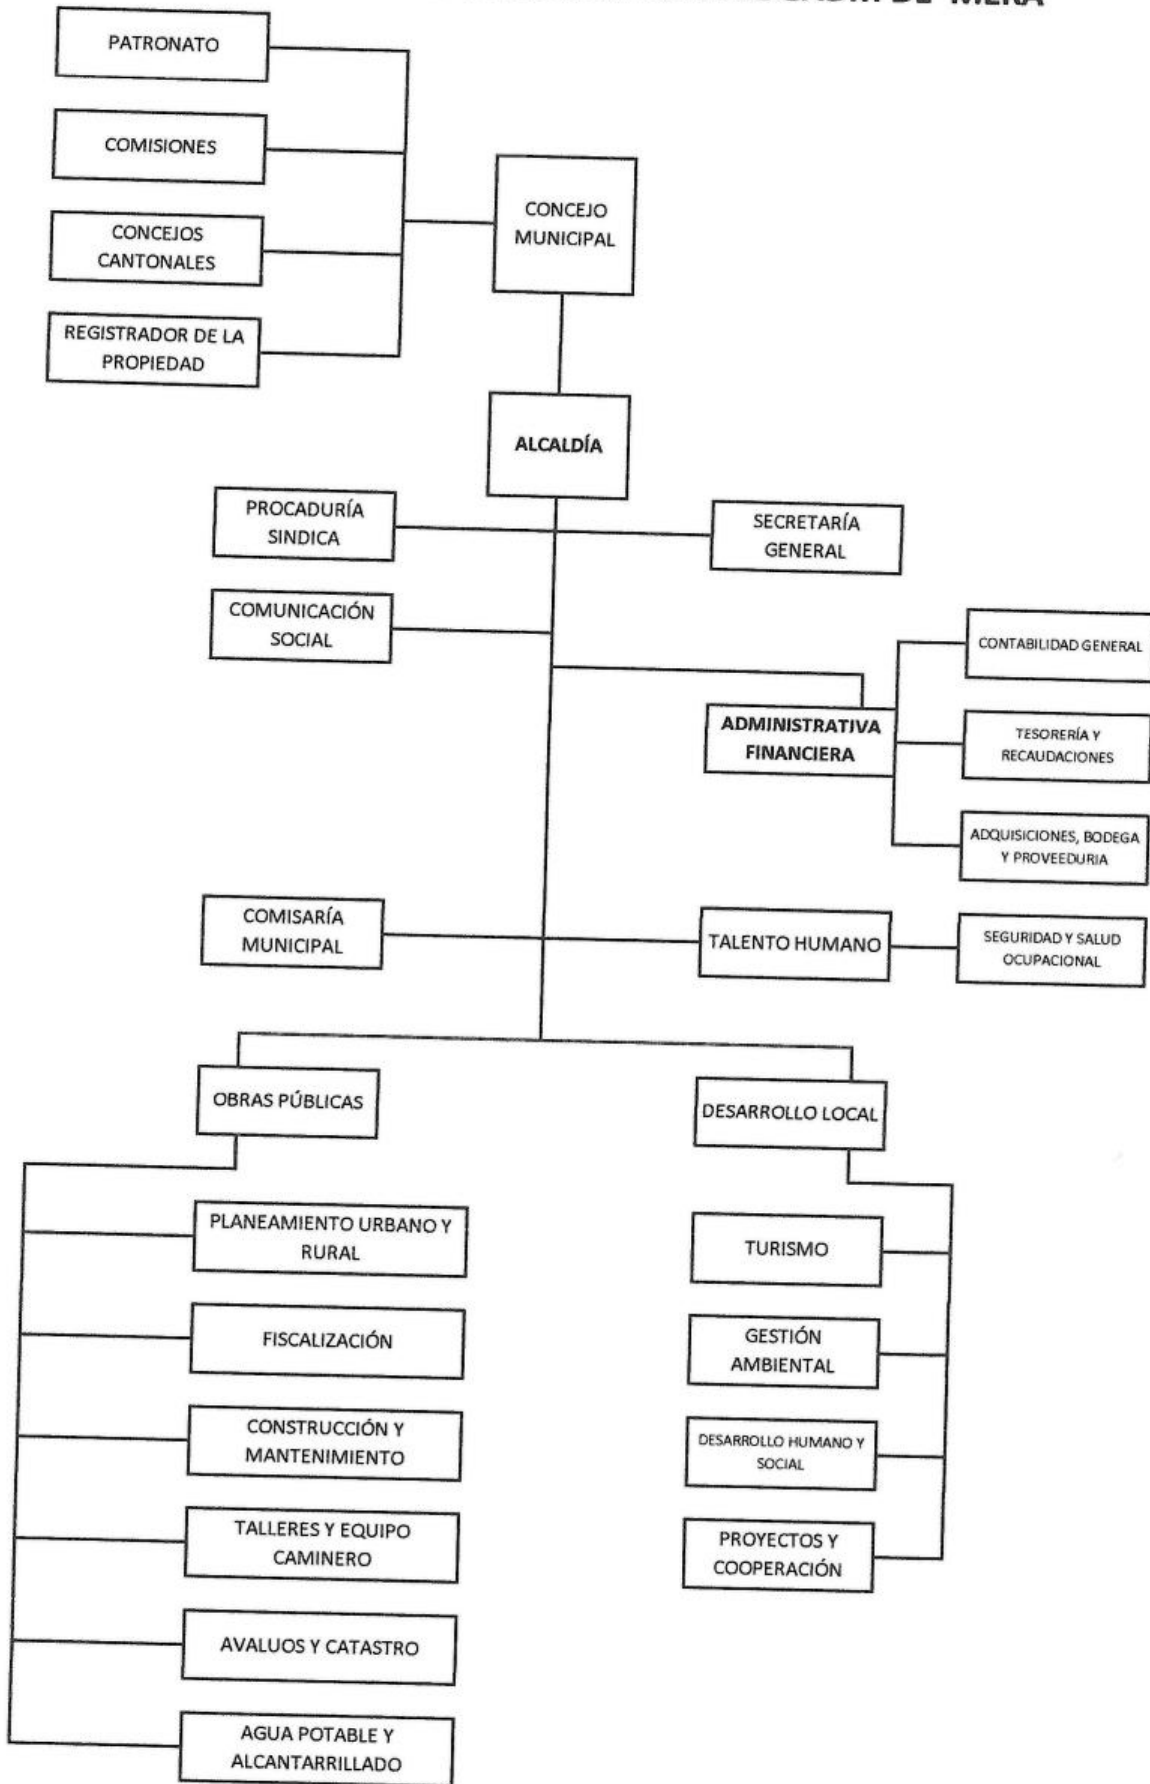 DE MERA
PATRONATO
COMISIONES
CONCEJOS
CANTONALES
REGISTRADOR DE LA
PROPIEDAD
CONCEJO
MUNICIPAL
ALCALDÍA
PROCADURÍA
SINDICA
SECRETARÍA
GENERAL
COMUNICACIÓN
SOCIAL
ADMINISTRATIVA
FINANCIERA
CONTABILIDAD GENERAL
TESORERÍA Y
RECAUDACIONES
ADQUISICIONES, BODEGA
Y PROVEEDURIA
COMISARÍA
MUNICIPAL
TALENTO HUMANO
SEGURIDAD Y SALUD
OCUPACIONAL
OBRAS PÚBLICAS
PLANEAMIENTO URBANO Y
RURAL
FISCALIZACIÓN
CONSTRUCCIÓN Y
MANTENIMIENTO
TALLERES Y EQUIPO
CAMINERO
AVALUOS Y CATASTRO
AGUA POTABLE Y
ALCANTARRILLADO
DESARROLLO LOCAL
TURISMO
GESTIÓN
AMBIENTAL
DESARROLLO HUMANO Y
SOCIAL
PROYECTOS Y
COOPERACIÓN